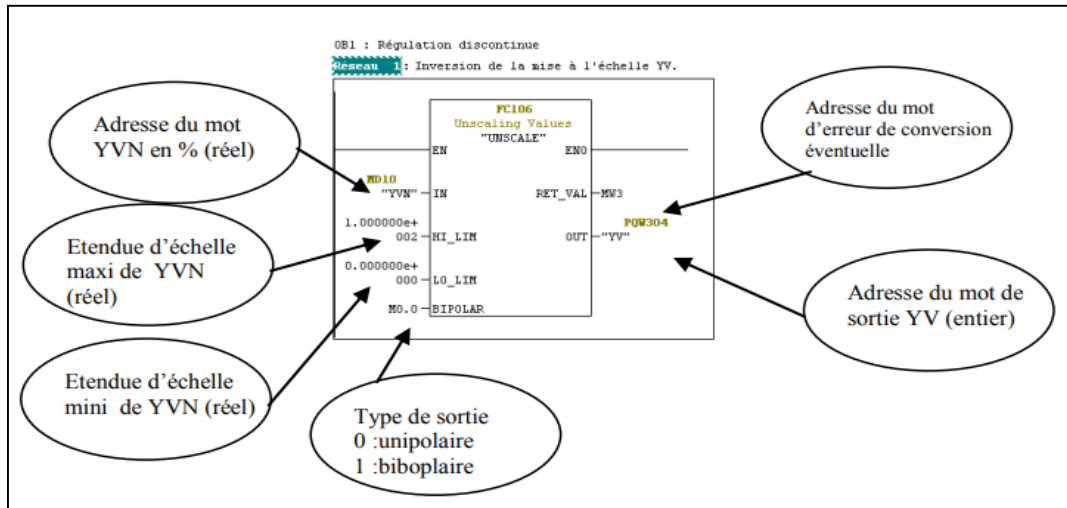 OB1 : Régulation discontinue
Réseau 1: Inversion de la mise à l'échelle YV.
Adresse du mot
YVN en % (réel)
Etendue d'échelle
maxi de YVN
(réel)
Etendue d'échelle
mini de YVN (réel)
FC106
Unscaling Values
"UNSCALE"
EN ENO
MD10
"YVN" IN RET_VAL MW3
PQW304
1.000000e+
002 HI_LIM OUT "YV"
0.000000e+
000 LO_LIM
M0.0 BIPOLAR
Type de sortie
0 :unipolaire
1 :biboplaire
Adresse du mot
d'erreur de conversion
éventuelle
Adresse du mot de
sortie YV (entier)